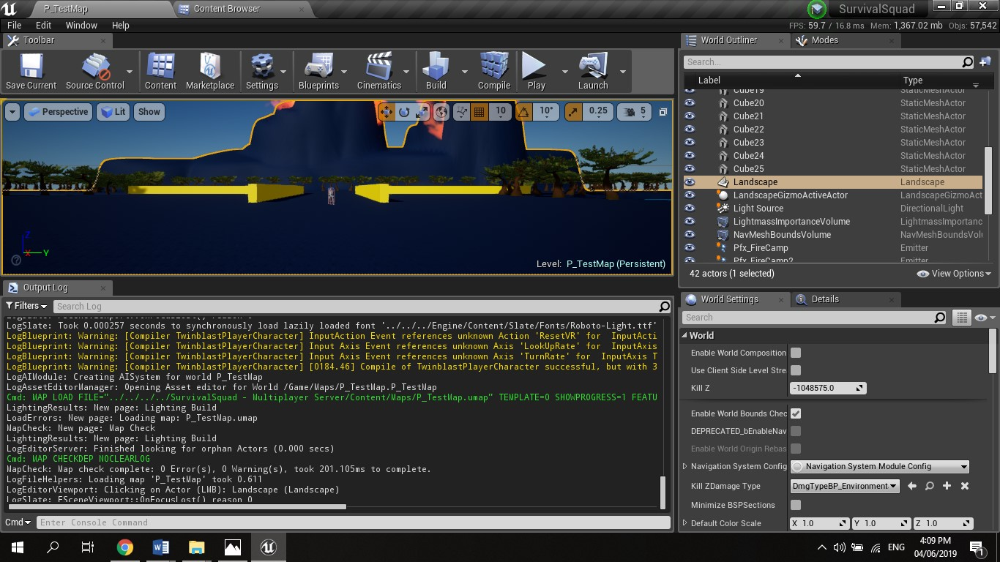 P_TestMap
Content Browser
SurvivalSquad
File Edit Window Help
FPS: 59.7 / 16.8 ms Mem: 1,367.02 mb Objs: 57,542
Toolbar
Save Current Source Control Content Marketplace Settings Blueprints Cinematics Build Compile Play Launch
Perspective Lit Show 10 10° 0.25 5
Z
X Y
Level: P_TestMap (Persistent)
World Outliner
Modes
Search...
Label Type
Cube19 StaticMeshActor
Cube20 StaticMeshActor
Cube21 StaticMeshActor
Cube22 StaticMeshActor
Cube23 StaticMeshActor
Cube24 StaticMeshActor
Cube25 StaticMeshActor
Landscape Landscape
LandscapeGizmoActiveActor LandscapeGizmoAct
Light Source DirectionalLight
LightmassImportanceVolume LightmassImportanc
NavMeshBoundsVolume NavMeshBoundsVolu
Pfx_FireCamp Emitter
Pfx_FireCamp2 Emitter
42 actors (1 selected)
View Options
Output Log
Filters
Search Log
LogSlate: Took 0.000257 seconds to synchronously load lazily loaded font '../../../Engine/Content/Slate/Fonts/Roboto-Light.ttf'
LogBlueprint: Warning: [Compiler TwinblastPlayerCharacter] InputAction Event references unknown Action 'ResetVR' for InputActi
LogBlueprint: Warning: [Compiler TwinblastPlayerCharacter] Input Axis Event references unknown Axis 'LookUpRate' for InputAxis
LogBlueprint: Warning: [Compiler TwinblastPlayerCharacter] Input Axis Event references unknown Axis 'TurnRate' for InputAxis T
LogBlueprint: Warning: [Compiler TwinblastPlayerCharacter] [0184.46] Compile of TwinblastPlayerCharacter successful, but with 3
LogAIModule: Creating AISystem for world P_TestMap
LogAssetEditorManager: Opening Asset editor for World /Game/Maps/P_TestMap.P_TestMap
Cmd: MAP LOAD FILE="../../../../SurvivalSquad - Multiplayer Server/Content/Maps/P_TestMap.umap" TEMPLATE=0 SHOWPROGRESS=1 FEATU
LightingResults: New page: Lighting Build
LoadErrors: New page: Loading map: P_TestMap.umap
MapCheck: New page: Map Check
LightingResults: New page: Lighting Build
LogEditorServer: Finished looking for orphan Actors (0.000 secs)
Cmd: MAP CHECKDEP NOCLEARLOG
MapCheck: Map check complete: 0 Error(s), 0 Warning(s), took 201.105ms to complete.
LogFileHelpers: Loading map 'P_TestMap' took 0.611
LogEditorViewport: Clicking on Actor (LMB): Landscape (Landscape)
LogSlate: FSceneViewport::OnFocusLost() reason 0
Cmd
Enter Console Command
World Settings
Details
Search
World
Enable World Composition
Use Client Side Level Stre
Kill Z -1048575.0
Enable World Bounds Chec
DEPRECATED_bEnableNav
Enable World Origin Rebas
Navigation System Config Navigation System Module Config
Kill ZDamage Type DmgTypeBP_Environment
Minimize BSPSections
Default Color Scale X 1.0 Y 1.0 Z 1.0
ENG
4:09 PM
04/06/2019
1